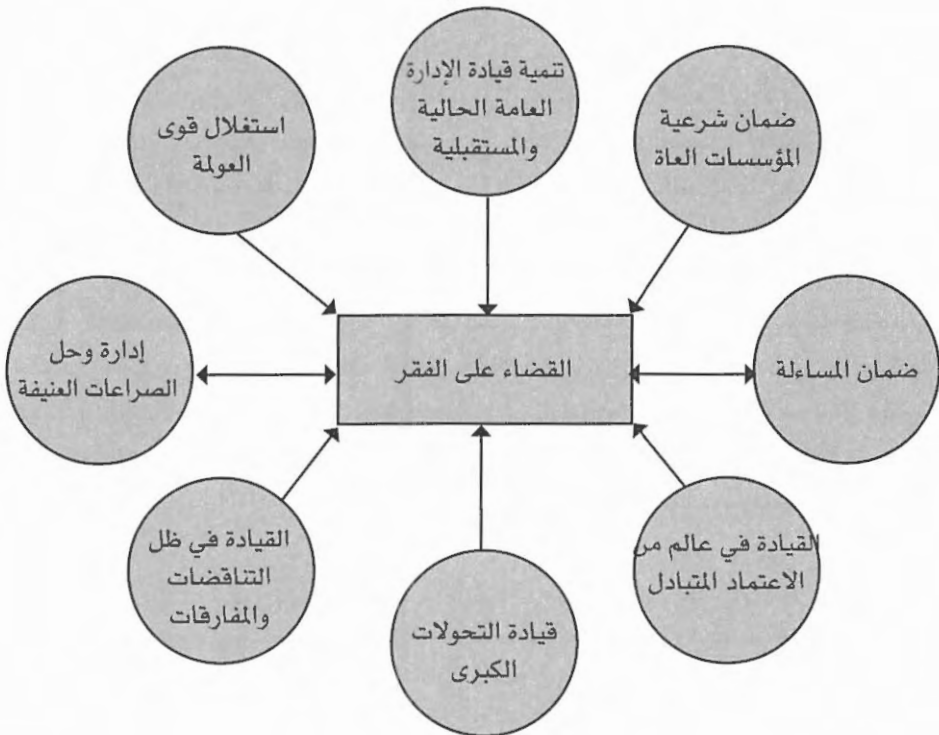 تنمية قيادة الإدارة
العامة الحالية
والمستقبلية
ضمان شرعية
المؤسسات العاة
استغلال قوى
العولمة
القضاء على الفقر
ضمان المساءلة
إدارة وحل
الصراعات العنيفة
القيادة في عالم من
الاعتماد المتبادل
القيادة في ظل
التناقضات
والمفارقات
قيادة التحولات
الكبرى